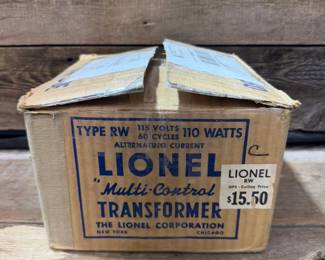 TYPE RW 115 VOLTS 60 CYCLES 110 WATTS
ALTERNATING CURRENT
LIONEL
"Multi-Control
TRANSFORMER
THE LIONEL CORPORATION
NEW YORK CHICAGO
C
LIONEL
RW
OPS - Ceiling Price
$15.50